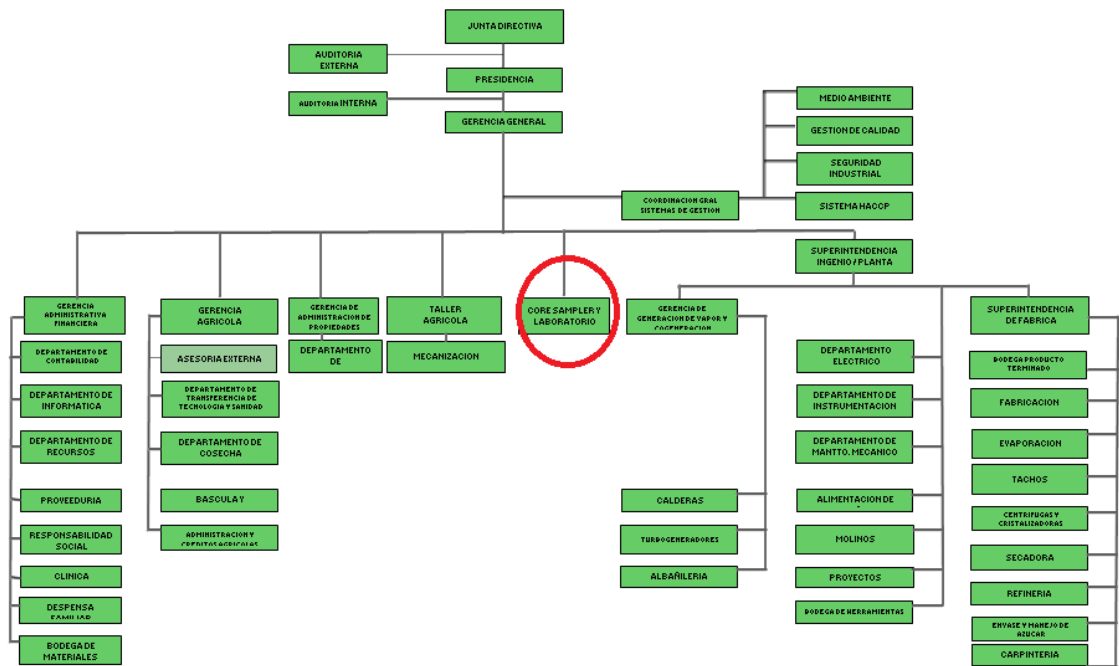 JUNTA DIRECTIVA
AUDITORIA
EXTERNA
PRESIDENCIA
AUDITORIA INTERNA
GERENCIA GENERAL
MEDIO AMBIENTE
GESTION DE CALIDAD
SEGURIDAD
INDUSTRIAL
COORDINACION GRAL
SISTEMAS DE GESTION
SISTEMA HACCP
SUPERINTENDENCIA
INGENIO / PLANTA
GERENCIA
ADMINISTRATIVA
FINANCIERA
DEPARTAMENTO DE
CONTABILIDAD
DEPARTAMENTO DE
INFORMATICA
DEPARTAMENTO DE
RECURSOS
PROVEEDURIA
RESPONSABILIDAD
SOCIAL
CLINICA
DESPENSA
FAMILIAR
BODEGA DE
MATERIALES
GERENCIA
AGRICOLA
ASESORIA EXTERNA
DEPARTAMENTO DE
TRANSFERENCIA DE
TECNOLOGIA Y SANIDAD
DEPARTAMENTO DE
COSECHA
BASCULA Y
ADMINISTRACION Y
CREDITOS AGRICOLAS
GERENCIA DE
ADMINISTRACION DE
PROPIEDADES
DEPARTAMENTO
DE
TALLER
AGRICOLA
MECANIZACION
CORE SAMPLER Y
LABORATORIO
GERENCIA DE
GENERACION DE VAPOR Y
COGENERACION
CALDERAS
TURBOGENERADORES
ALBAÑILERIA
DEPARTAMENTO
ELECTRICO
DEPARTAMENTO DE
INSTRUMENTACION
DEPARTAMENTO DE
MANTTO. MECANICO
ALIMENTACION DE
MOLINOS
PROYECTOS
BODEGA DE HERRAMIENTAS
SUPERINTENDENCIA
DE FABRICA
BODEGA PRODUCTO
TERMINADO
FABRICACION
EVAPORACION
TACHOS
CENTRIFUGAS Y
CRISTALIZADORAS
SECADORA
REFINERIA
ENVASE Y MANEJO DE
AZUCAR
CARPINTERIA